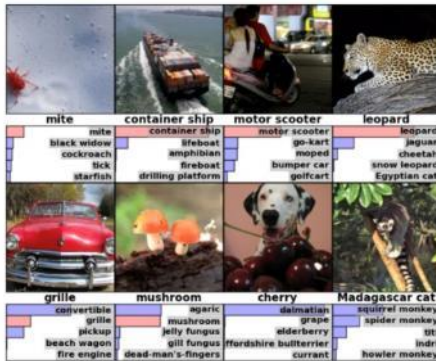 mite
container ship
motor scooter
leopard
mite
black widow
cockroach
tick
starfish
container ship
lifeboat
amphibian
fireboat
drilling platform
motor scooter
go-kart
moped
bumper car
golfcart
leopard
jaguar
cheetah
snow leopard
Egyptian cat
grille
mushroom
cherry
Madagascar cat
convertible
grille
pickup
beach wagon
fire engine
agaric
mushroom
jelly fungus
gill fungus
dead-man's-fingers
dalmatian
grape
elderberry
ffordshire bullterrier
currant
squirrel monkey
spider monkey
titi
indri
howler monkey